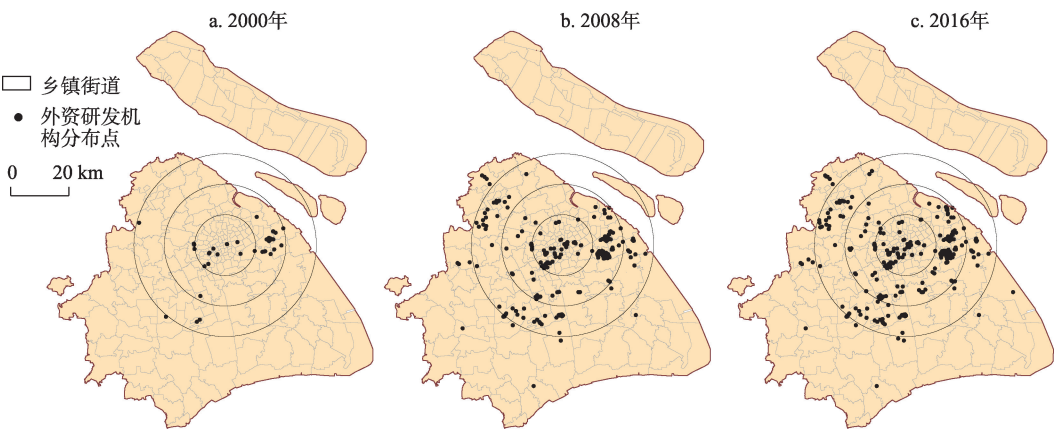 a. 2000年
b. 2008年
c. 2016年
乡镇街道
外资研发机
构分布点
0 20 km